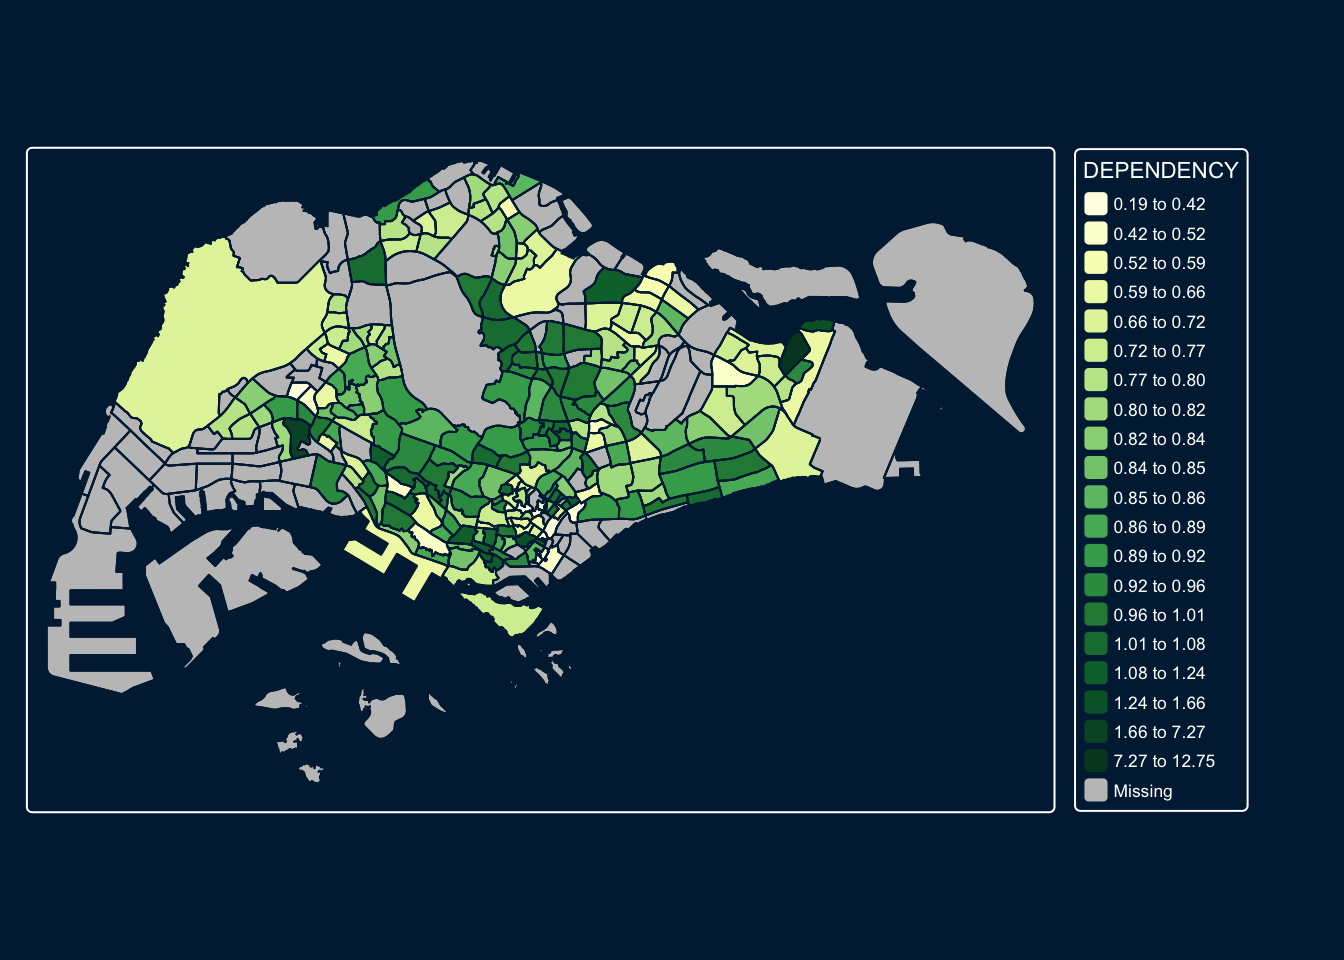 DEPENDENCY
0.19 to 0.42
0.42 to 0.52
0.52 to 0.59
0.59 to 0.66
0.66 to 0.72
0.72 to 0.77
0.77 to 0.80
0.80 to 0.82
0.82 to 0.84
0.84 to 0.85
0.85 to 0.86
0.86 to 0.89
0.89 to 0.92
0.92 to 0.96
0.96 to 1.01
1.01 to 1.08
1.08 to 1.24
1.24 to 1.66
1.66 to 7.27
7.27 to 12.75
Missing